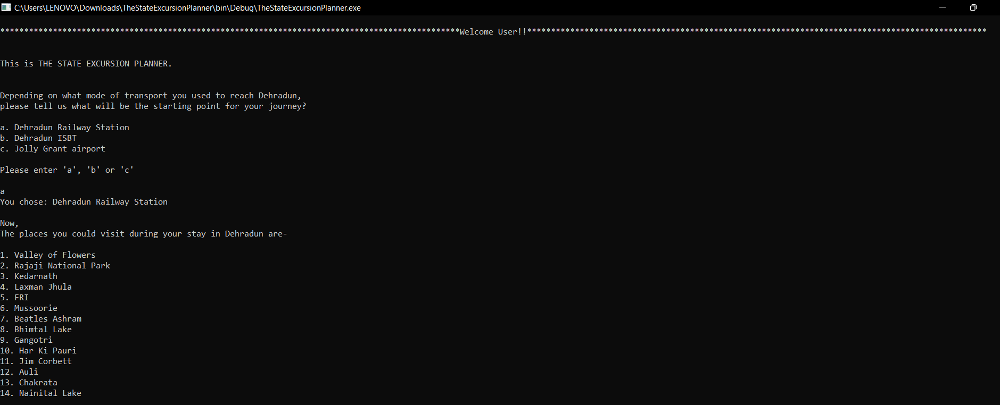 C:\Users\LENOVO\Downloads\TheStateExcursionPlanner\bin\Debug\TheStateExcursionPlanner.exe
************************************************************************************************Welcome User!!************************************************************************************************
This is THE STATE EXCURSION PLANNER.
Depending on what mode of transport you used to reach Dehradun,
please tell us what will be the starting point for your journey?
a. Dehradun Railway Station
b. Dehradun ISBT
c. Jolly Grant airport
Please enter 'a', 'b' or 'c'
a
You chose: Dehradun Railway Station
Now,
The places you could visit during your stay in Dehradun are-
1. Valley of Flowers
2. Rajaji National Park
3. Kedarnath
4. Laxman Jhula
5. FRI
6. Mussoorie
7. Beatles Ashram
8. Bhimtal Lake
9. Gangotri
10. Har Ki Pauri
11. Jim Corbett
12. Auli
13. Chakrata
14. Nainital Lake